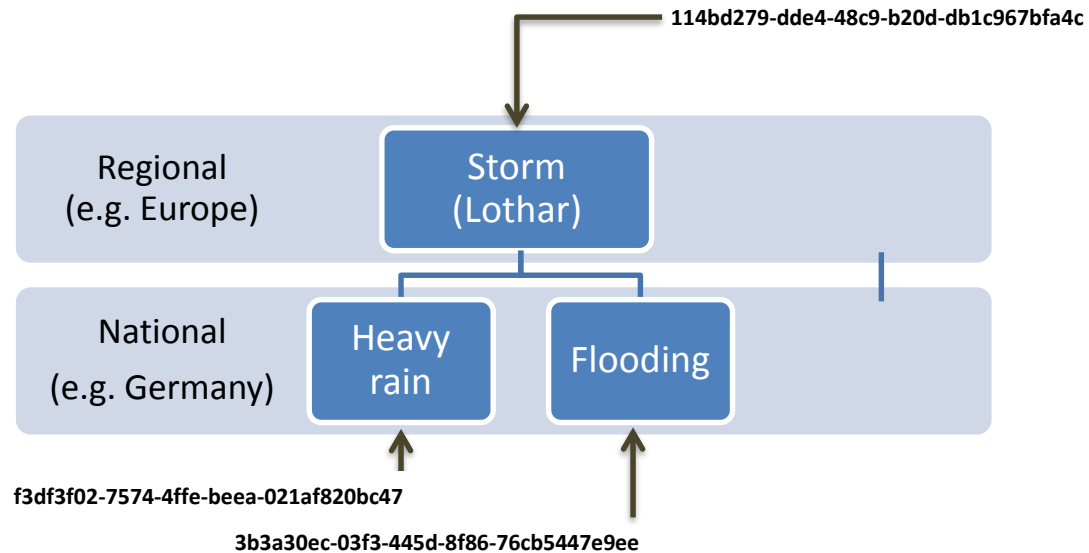 114bd279-dde4-48c9-b20d-db1c967bfa4c
Regional
(e.g. Europe)
Storm
(Lothar)
National
(e.g. Germany)
Heavy
rain
Flooding
f3df3f02-7574-4ffe-beea-021af820bc47
3b3a30ec-03f3-445d-8f86-76cb5447e9ee